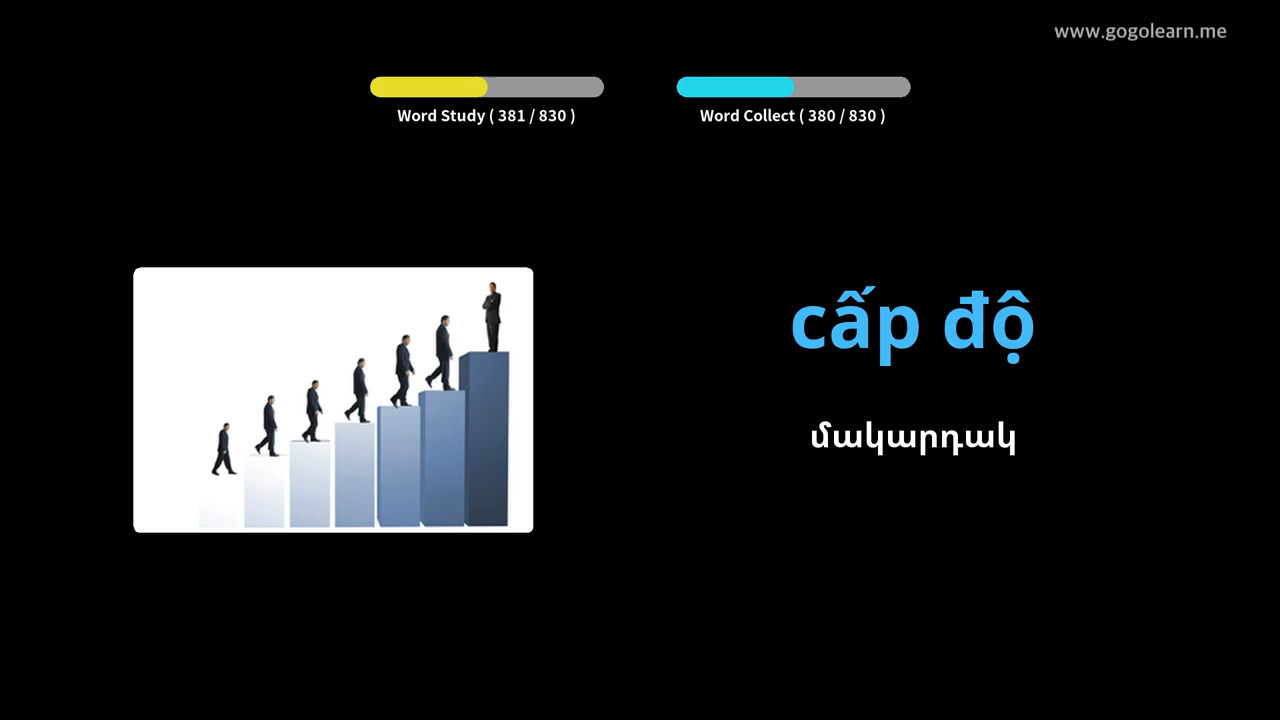 www.gogolearn.me
Word Study ( 381 / 830 )
Word Collect ( 380 / 830 )
cấp độ
մակարդակ